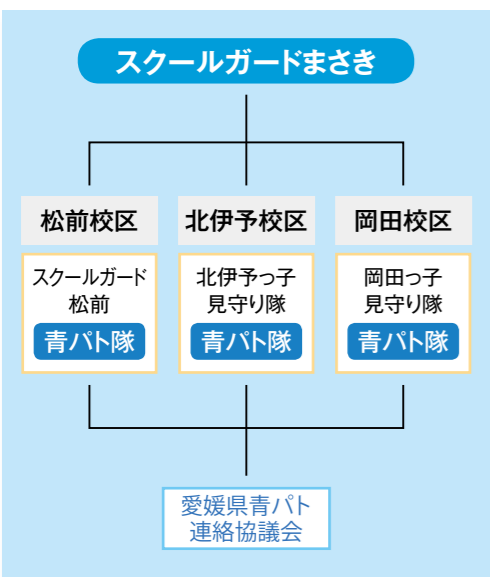 スクールガードまさき
松前校区
北伊予校区
岡田校区
スクールガード
松前
青パト隊
北伊予っ子
見守り隊
青パト隊
岡田っ子
見守り隊
青パト隊
愛媛県青パト
連絡協議会